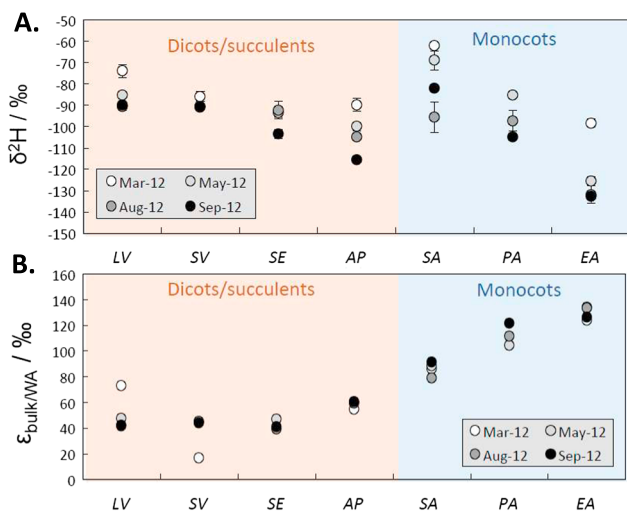 A.
Dicots/succulents
Monocots
δ²H / ‰
-50
-60
-70
-80
-90
-100
-110
-120
-130
-140
-150
Mar-12
May-12
Aug-12
Sep-12
LV SV SE AP SA PA EA
B.
Dicots/succulents
Monocots
εbulk/WA / ‰
160
140
120
100
80
60
40
20
0
Mar-12
May-12
Aug-12
Sep-12
LV SV SE AP SA PA EA